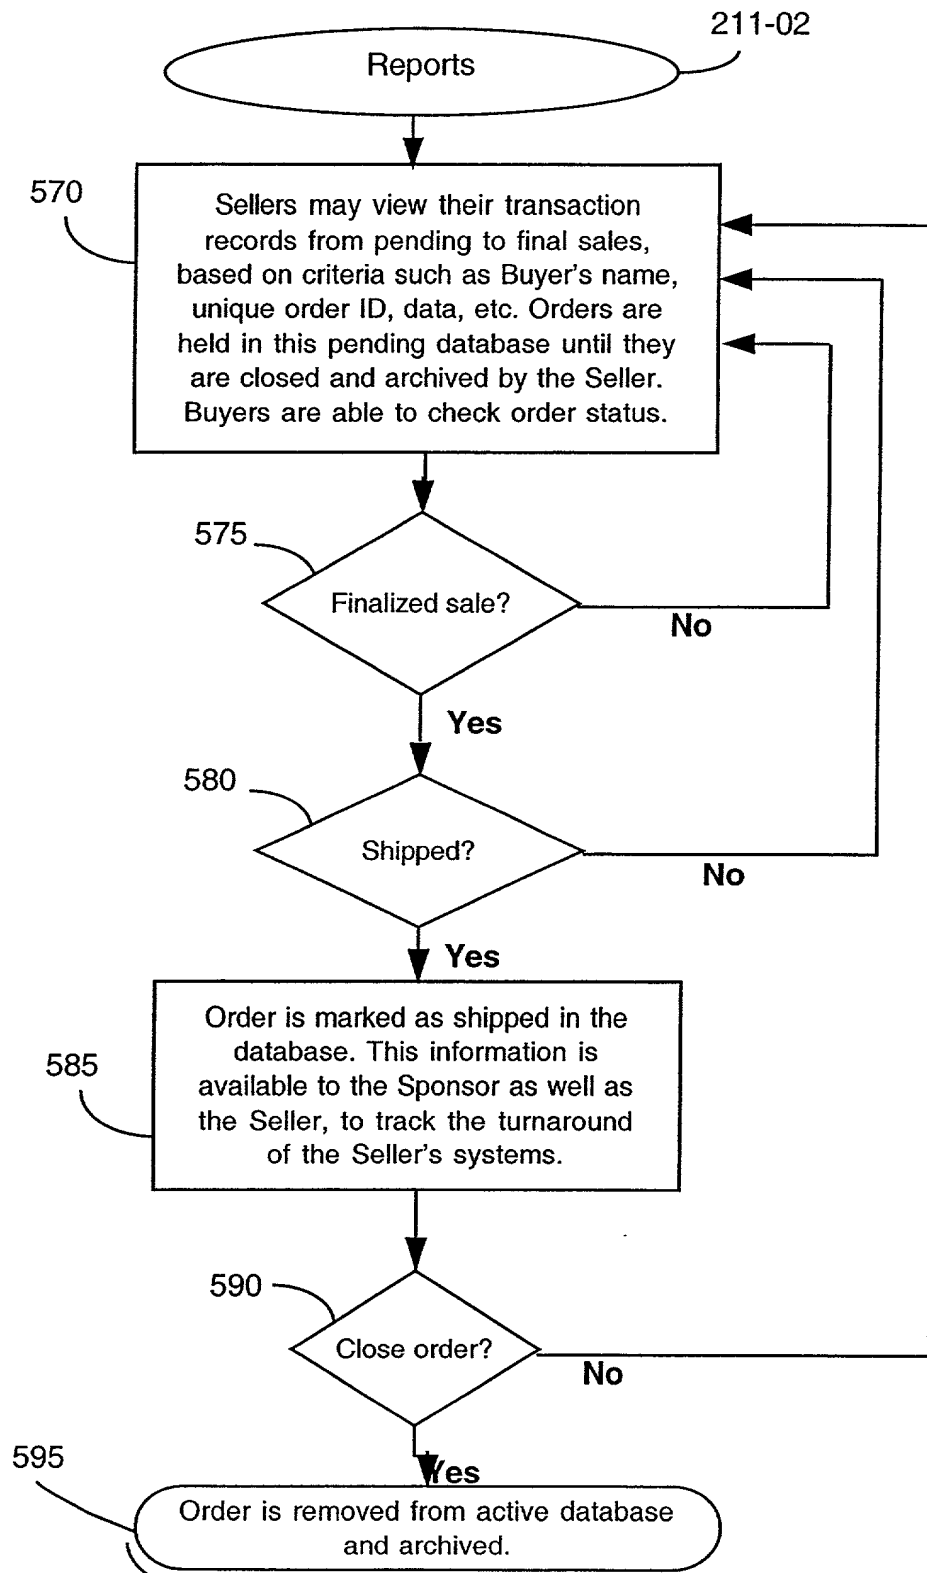 211-02
Reports
570
Sellers may view their transaction
records from pending to final sales,
based on criteria such as Buyer's name,
unique order ID, data, etc. Orders are
held in this pending database until they
are closed and archived by the Seller.
Buyers are able to check order status.
575
Finalized sale?
No
Yes
580
Shipped?
No
Yes
585
Order is marked as shipped in the
database. This information is
available to the Sponsor as well as
the Seller, to track the turnaround
of the Seller's systems.
590
Close order?
No
Yes
595
Order is removed from active database
and archived.